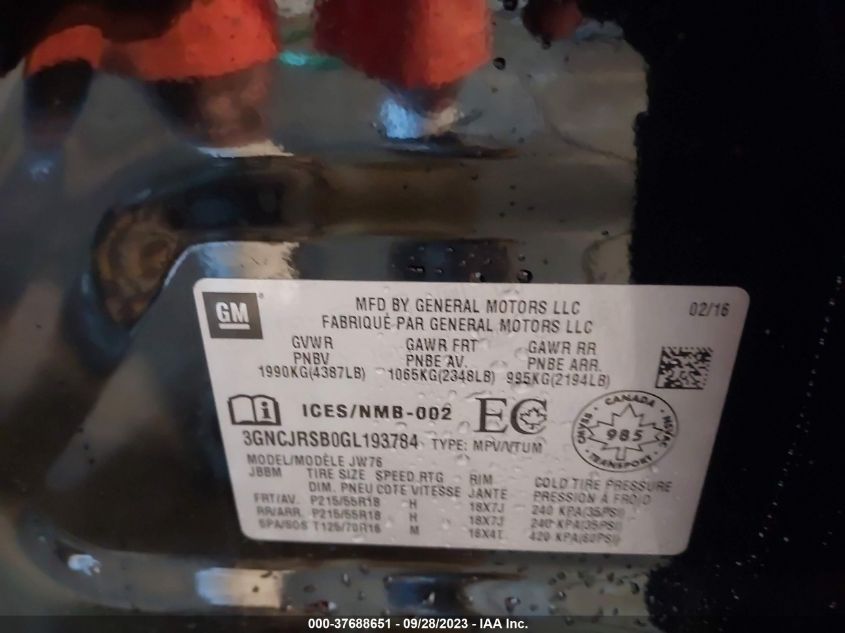 GM
MFD BY GENERAL MOTORS LLC
02/16
FABRIQUÉ PAR GENERAL MOTORS LLC
GVWR GAWR FRT GAWR RR
PNBV PNBE AV. PNBE ARR.
1990KG(4387LB) 1065KG(2348LB) 995KG(2194LB)
ICES/NMB-002 EC
CANADA
985
TRANSPORT
3GNCJRSB0GL193784 TYPE: MPV/VTUM
MODEL/MODÈLE JW76
JBBM TIRE SIZE SPEED RTG RIM COLD TIRE PRESSURE
DIM. PNEU COTE VITESSE JANTE PRESSION À FROID
FRT/AV. P215/55R18 H 18X7J 240 KPA(35PSI)
RR/ARR. P215/55R18 H 18X7J 240 KPA(35PSI)
SPA/SOS T125/70R16 M 16X4T 420 KPA(60PSI)
000-37688651 - 09/28/2023 - IAA Inc.